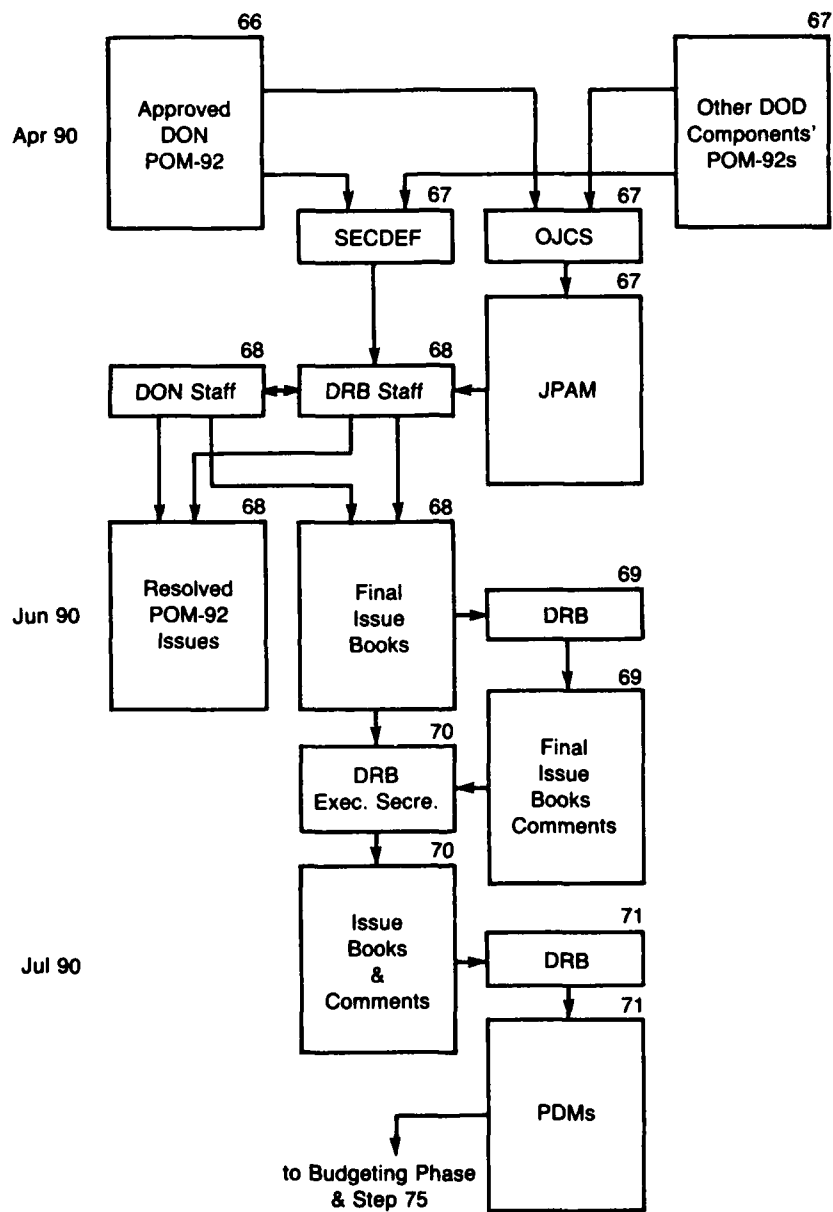 66
67
Approved
DON
POM-92
Other DOD
Components'
POM-92s
Apr 90
67
SECDEF
67
OJCS
67
JPAM
68
DON Staff
68
DRB Staff
68
Resolved
POM-92
Issues
68
Final
Issue
Books
Jun 90
69
DRB
69
Final
Issue
Books
Comments
70
DRB
Exec. Secre.
70
Issue
Books
&
Comments
Jul 90
71
DRB
71
PDMs
to Budgeting Phase
& Step 75